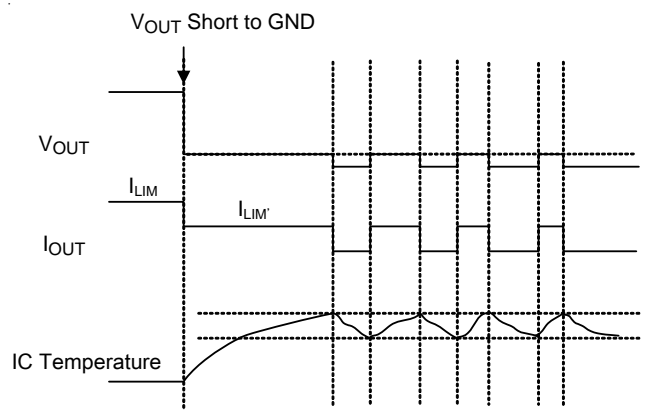 VOUT Short to GND
VOUT
ILIM
ILIM'
IOUT
IC Temperature